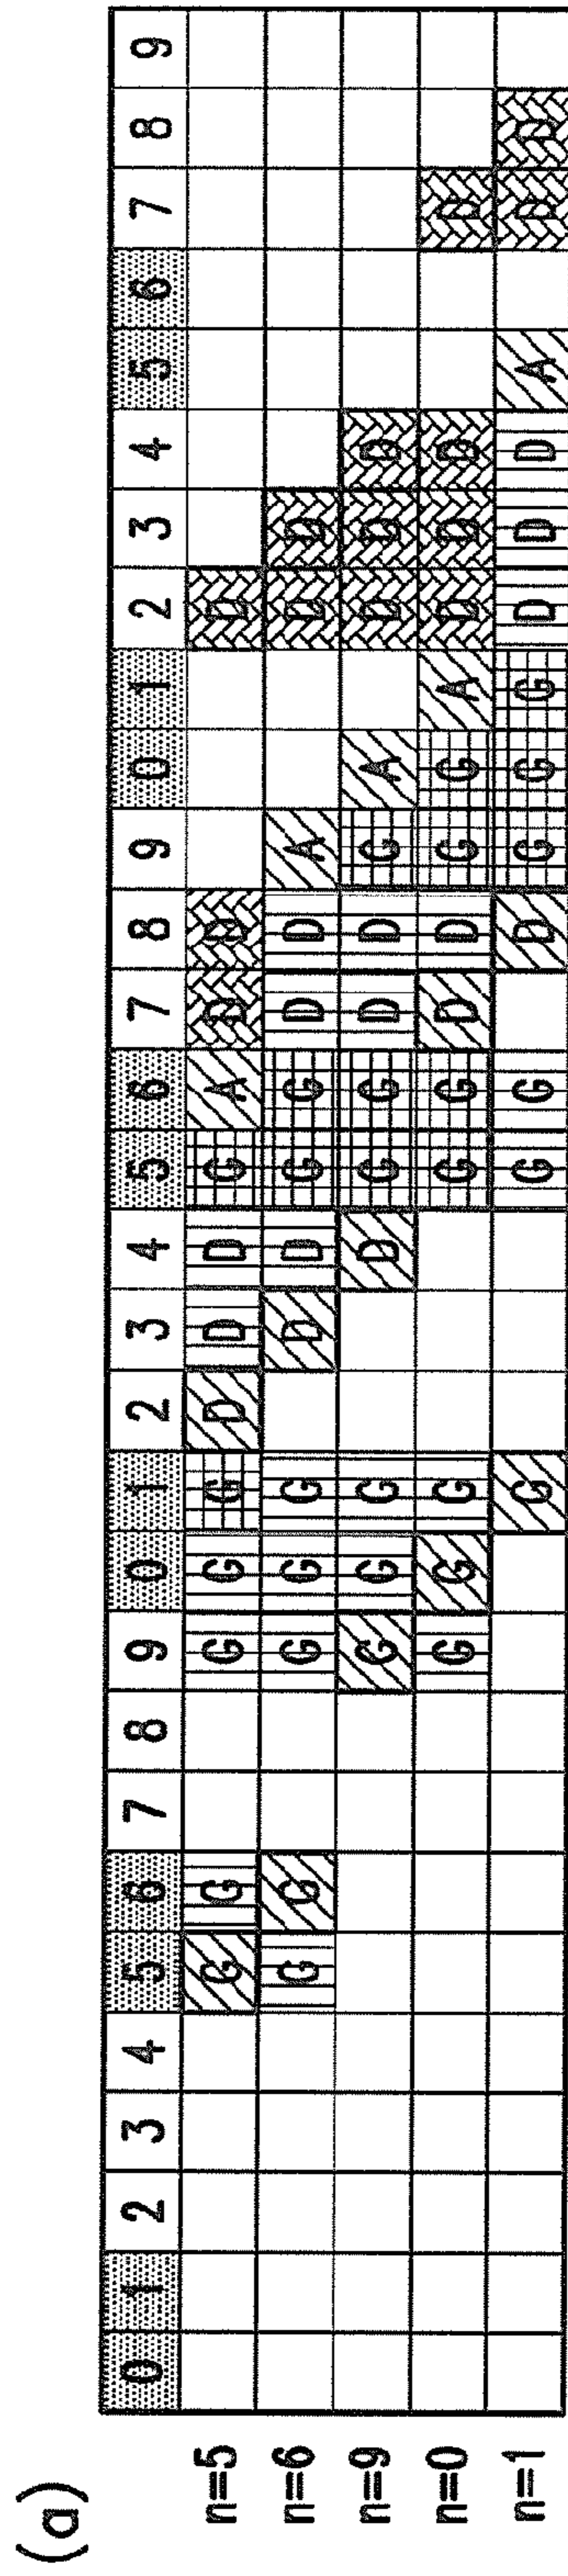 (a)
0 1 2 3 4 5 6 7 8 9 0 1 2 3 4 5 6 7 8 9 0 1 2 3 4 5 6 7 8 9
n=5 G G G G G D D D G A D D D
n=6 G G G G G D D G G D D A D D
n=9 G G G D G G D D G A D D D
n=0 G G G G G D D G G A D D D D
n=1 G G G D G G G D D D A D D